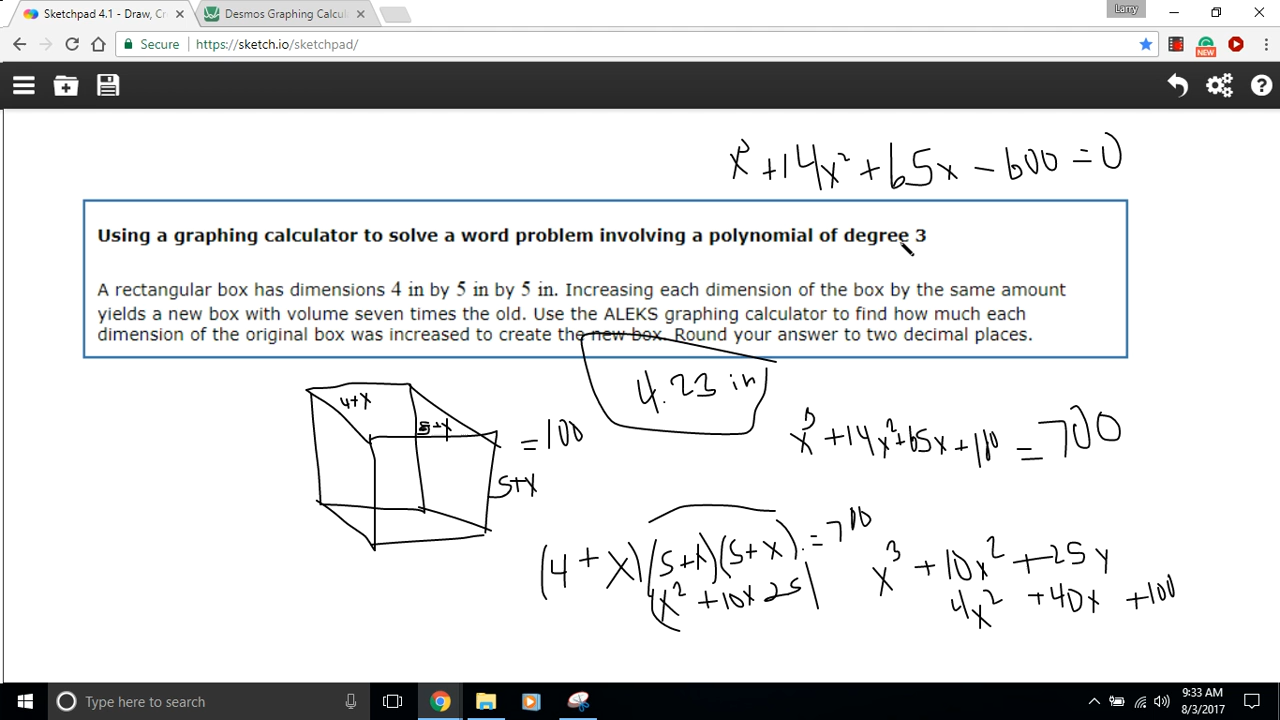 Sketchpad 4.1 - Draw, Cr
Desmos Graphing Calcul
Larry
Secure
https://sketch.io/sketchpad/
NEW
x³ +14x² +65x - 600 = 0
Using a graphing calculator to solve a word problem involving a polynomial of degree 3
A rectangular box has dimensions 4 in by 5 in by 5 in. Increasing each dimension of the box by the same amount
yields a new box with volume seven times the old. Use the ALEKS graphing calculator to find how much each
dimension of the original box was increased to create the new box. Round your answer to two decimal places.
4.23 in
4+x
5+x
= 100
5+x
x³ +14x²+65x+100 = 700
(4 + x)(5+x)(5+x). = 700
x² +10x 25
x³ + 10x² + 25x
4x² +40x +100
Type here to search
9:33 AM
8/3/2017